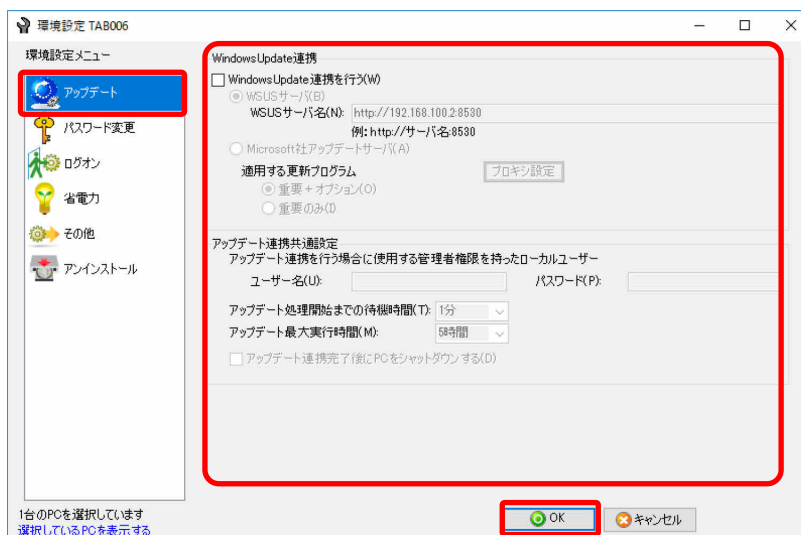 環境設定 TAB006
環境設定メニュー
アップデート
パスワード変更
ログオン
省電力
その他
アンインストール
WindowsUpdate連携
WindowsUpdate連携を行う(W)
WSUSサーバ(B)
WSUSサーバ名(N): http://192.168.100.2:8530
例: http://サーバ名:8530
Microsoft社アップデートサーバ(A)
適用する更新プログラム プロキシ設定
重要 + オプション(O)
重要のみ(I)
アップデート連携共通設定
アップデート連携を行う場合に使用する管理者権限を持ったローカルユーザー
ユーザー名(U): パスワード(P):
アップデート処理開始までの待機時間(T): 1分
アップデート最大実行時間(M): 5時間
アップデート連携完了後にPCをシャットダウンする(D)
1台のPCを選択しています
選択しているPCを表示する
OK キャンセル